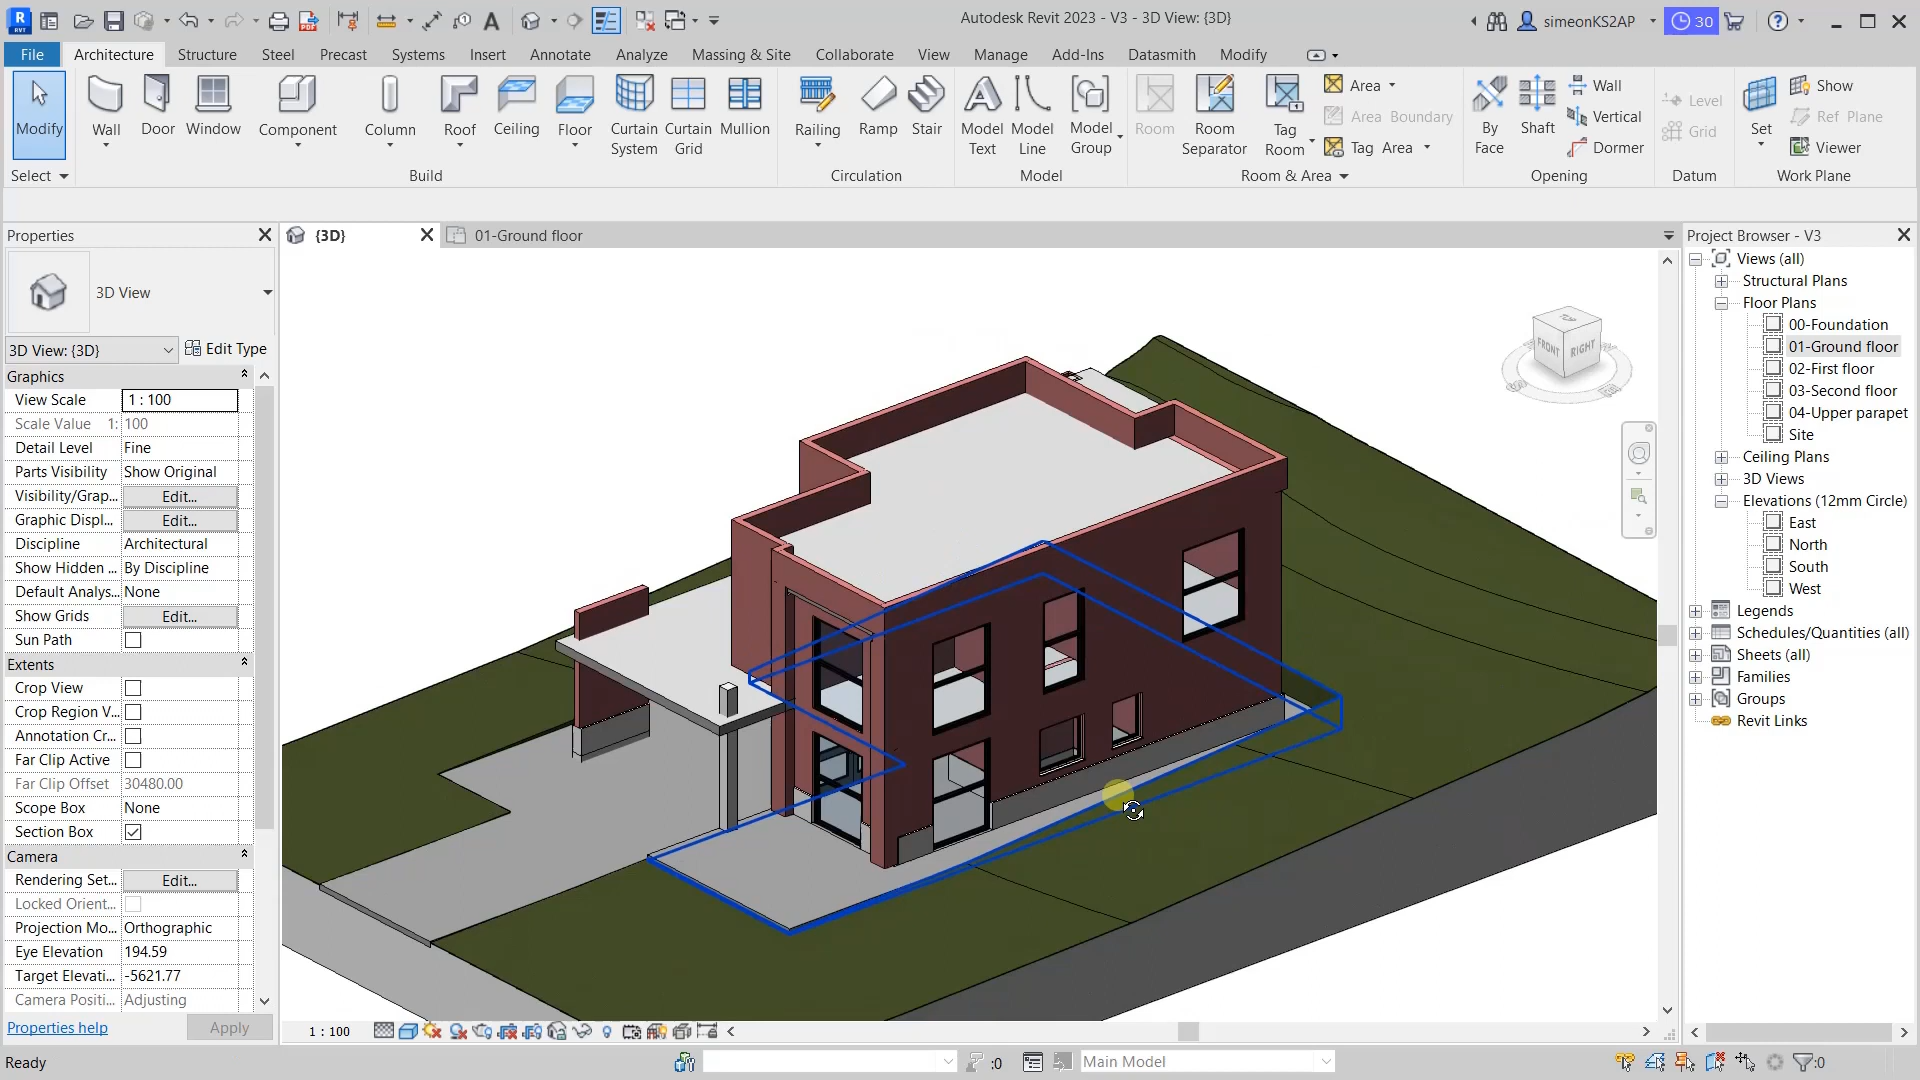 Autodesk Revit 2023 - V3 - 3D View: {3D}
simeonKS2AP
30
File
Architecture
Structure
Steel
Precast
Systems
Insert
Annotate
Analyze
Massing & Site
Collaborate
View
Manage
Add-Ins
Datasmith
Modify
Modify
Wall
Door
Window
Component
Column
Roof
Ceiling
Floor
Curtain System
Curtain Grid
Mullion
Railing
Ramp
Stair
Model Text
Model Line
Model Group
Room
Room Separator
Tag Room
Area
Area Boundary
Tag Area
By Face
Shaft
Wall
Vertical
Dormer
Level
Grid
Set
Show
Ref Plane
Viewer
Select
Build
Circulation
Model
Room & Area
Opening
Datum
Work Plane
Properties
3D View
3D View: {3D}
Edit Type
Graphics
View Scale 1 : 100
Scale Value 1: 100
Detail Level Fine
Parts Visibility Show Original
Visibility/Grap... Edit...
Graphic Displ... Edit...
Discipline Architectural
Show Hidden ... By Discipline
Default Analys... None
Show Grids Edit...
Sun Path
Extents
Crop View
Crop Region V...
Annotation Cr...
Far Clip Active
Far Clip Offset 30480.00
Scope Box None
Section Box
Camera
Rendering Set... Edit...
Locked Orient...
Projection Mo... Orthographic
Eye Elevation 194.59
Target Elevati... -5621.77
Camera Positi... Adjusting
Properties help
Apply
{3D}
01-Ground floor
TOP
FRONT
RIGHT
Project Browser - V3
Views (all)
Structural Plans
Floor Plans
00-Foundation
01-Ground floor
02-First floor
03-Second floor
04-Upper parapet
Site
Ceiling Plans
3D Views
Elevations (12mm Circle)
East
North
South
West
Legends
Schedules/Quantities (all)
Sheets (all)
Families
Groups
Revit Links
1 : 100
Ready
:0
Main Model
:0